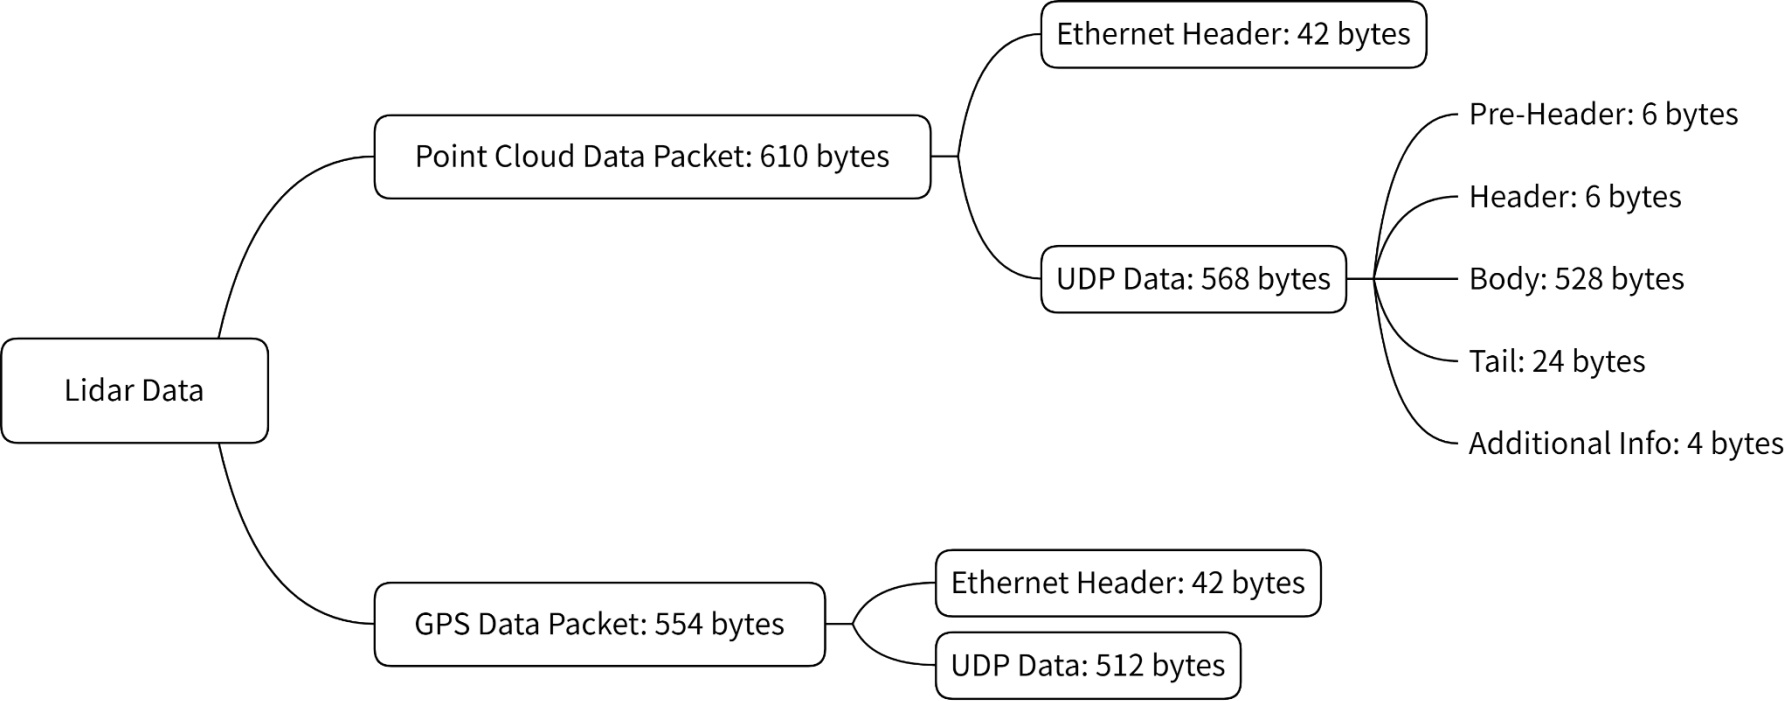 Lidar Data
Point Cloud Data Packet: 610 bytes
Ethernet Header: 42 bytes
UDP Data: 568 bytes
Pre-Header: 6 bytes
Header: 6 bytes
Body: 528 bytes
Tail: 24 bytes
Additional Info: 4 bytes
GPS Data Packet: 554 bytes
Ethernet Header: 42 bytes
UDP Data: 512 bytes